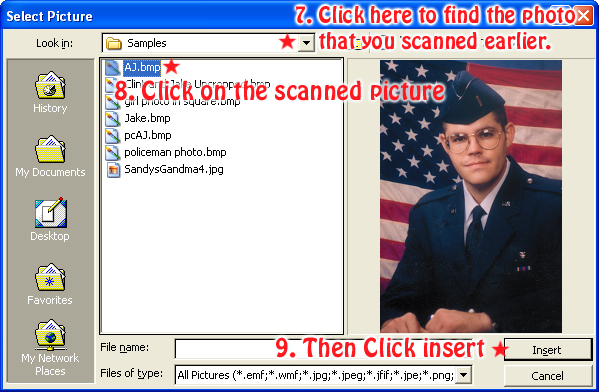 Select Picture
7. Click here to find the photo
Look in: Samples
that you scanned earlier.
AJ.bmp
Clint and Jake Uncropped.bmp
8. Click on the scanned picture
girl photo in square.bmp
Jake.bmp
pcAJ.bmp
policeman photo.bmp
SandysGandma4.jpg
History
My Documents
Desktop
Favorites
My Network
Places
9. Then Click insert
File name:
Insert
Files of type: All Pictures (*.emf;*.wmf;*.jpg;*.jpeg;*.jfif;*.jpe;*.png;
Cancel